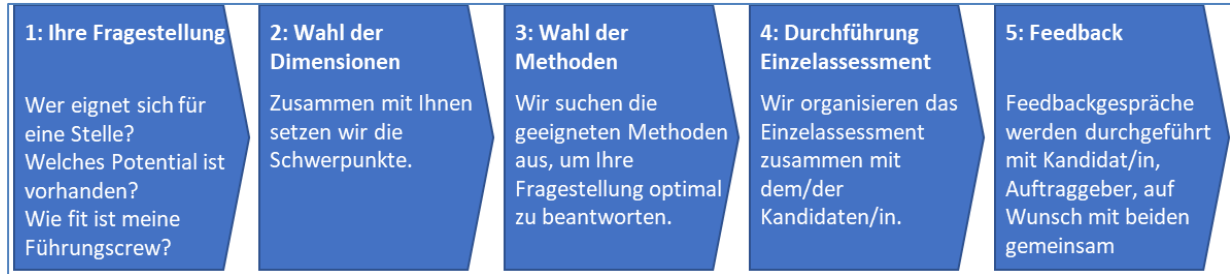 1: Ihre Fragestellung
Wer eignet sich für
eine Stelle?
Welches Potential ist
vorhanden?
Wie fit ist meine
Führungscrew?
2: Wahl der
Dimensionen
Zusammen mit Ihnen
setzen wir die
Schwerpunkte.
3: Wahl der
Methoden
Wir suchen die
geeigneten Methoden
aus, um Ihre
Fragestellung optimal
zu beantworten.
4: Durchführung
Einzelassessment
Wir organisieren das
Einzelassessment
zusammen mit
dem/der
Kandidaten/in.
5: Feedback
Feedbackgespräche
werden durchgeführt
mit Kandidat/in,
Auftraggeber, auf
Wunsch mit beiden
gemeinsam